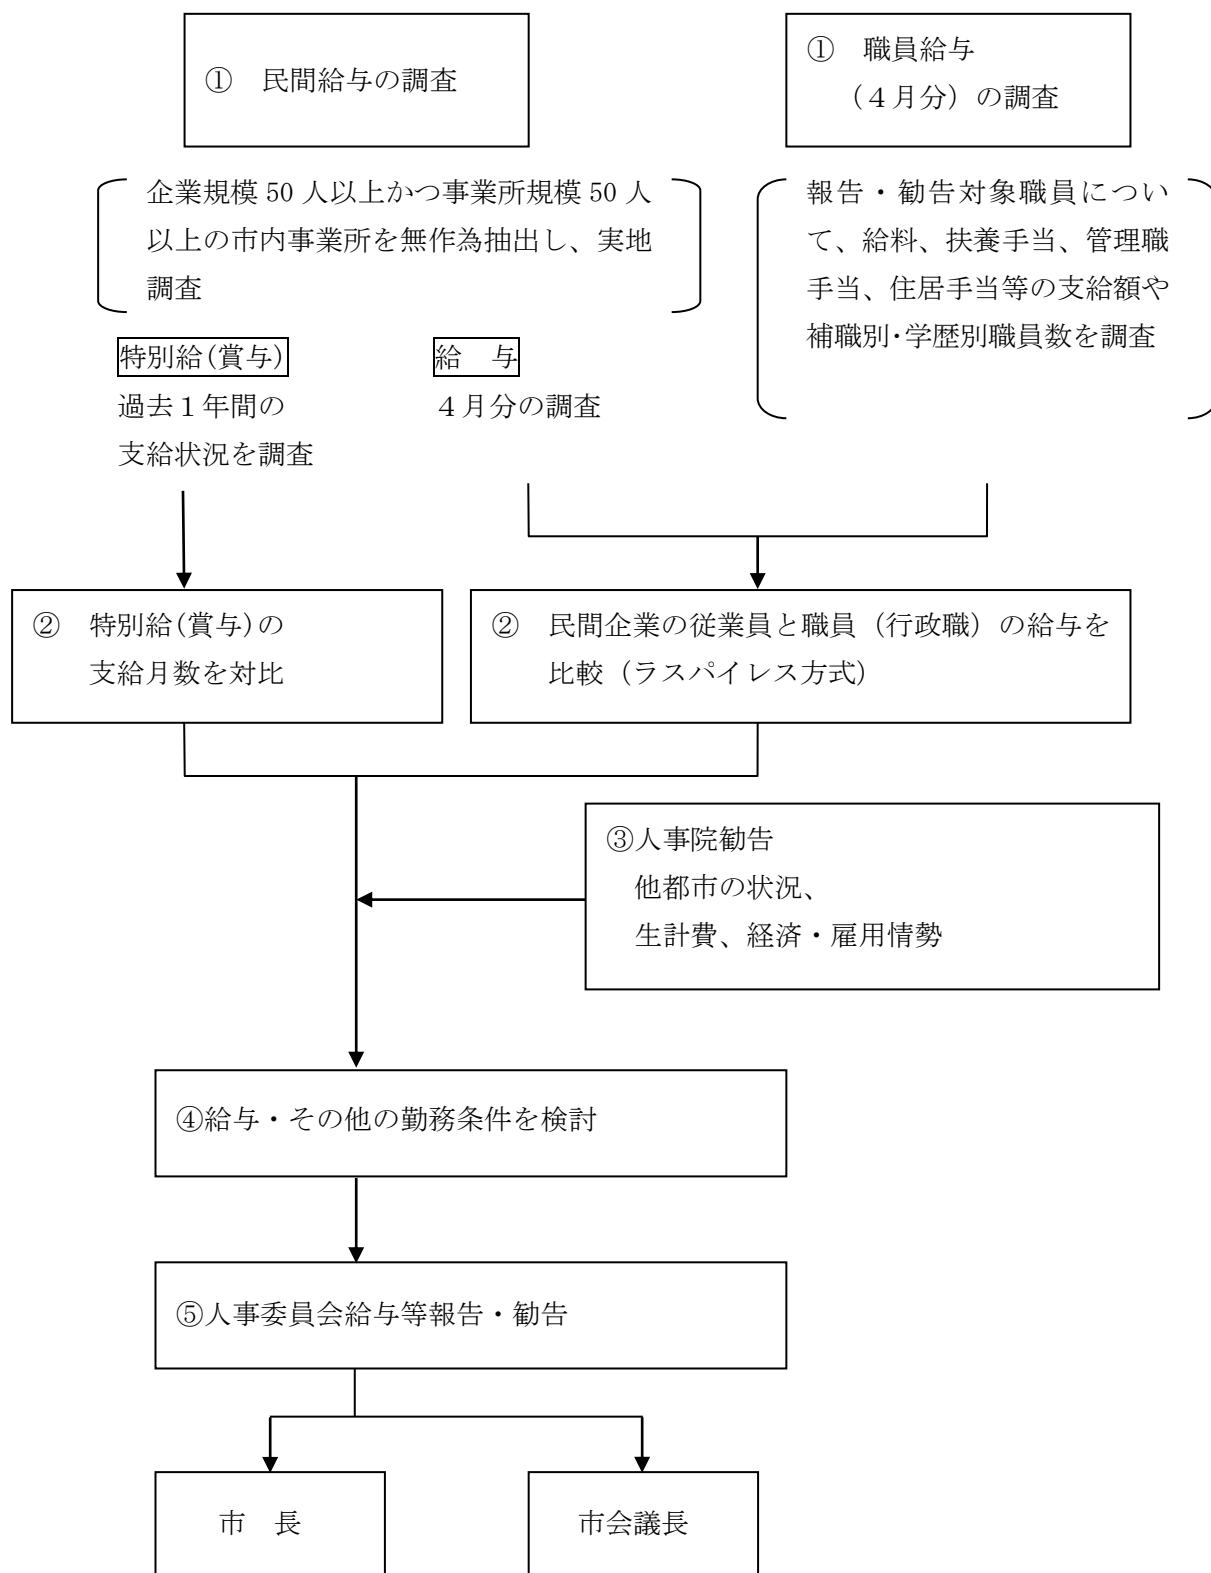 ①　民間給与の調査
①　職員給与
（４月分）の調査
企業規模 50 人以上かつ事業所規模 50 人
以上の市内事業所を無作為抽出し、実地
調査
報告・勧告対象職員につい
て、給料、扶養手当、管理職
手当、住居手当等の支給額や
補職別・学歴別職員数を調査
特別給(賞与)
過去１年間の
支給状況を調査
給　与
４月分の調査
②　特別給(賞与)の
支給月数を対比
②　民間企業の従業員と職員（行政職）の給与を
比較（ラスパイレス方式）
③人事院勧告
他都市の状況、
生計費、経済・雇用情勢
④給与・その他の勤務条件を検討
⑤人事委員会給与等報告・勧告
市　長
市会議長